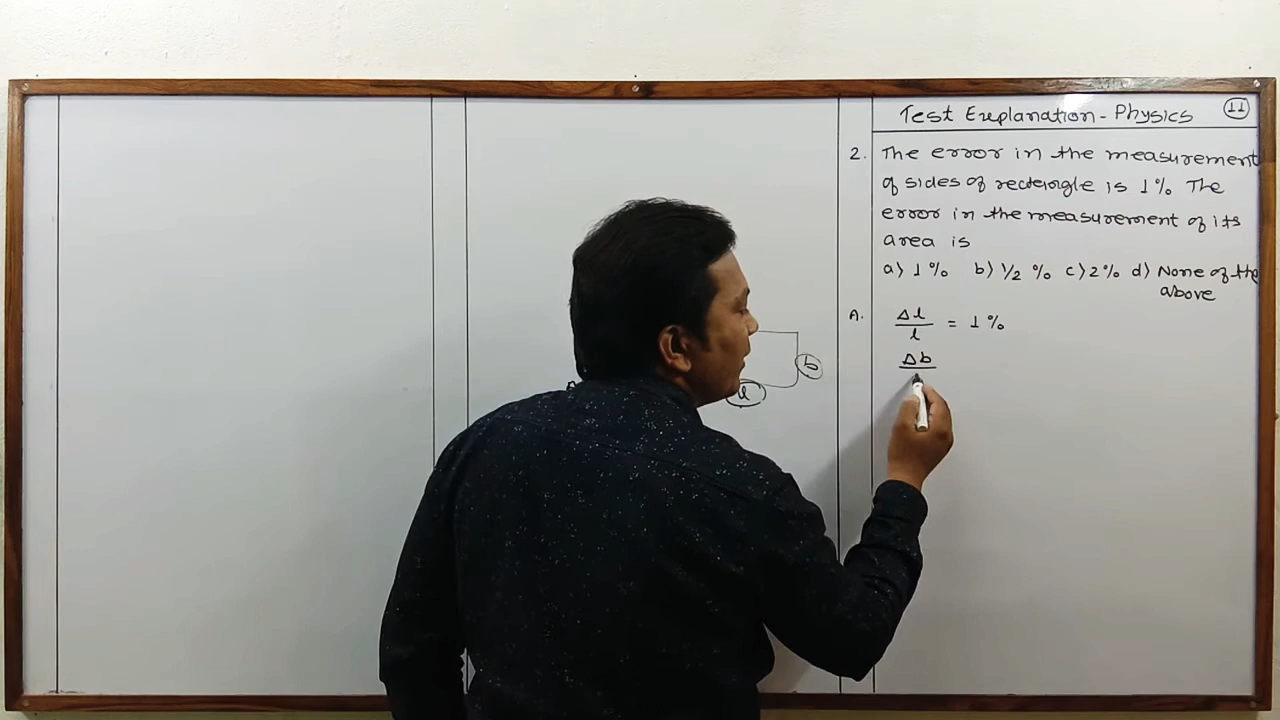 Test Explanation - Physics 11
2. The error in the measurement
of sides of rectangle is 1% The
error in the measurement of its
area is
a) 1% b) 1/2 % c) 2% d) None of the
above
A. Δl/l = 1%
Δb
b
l